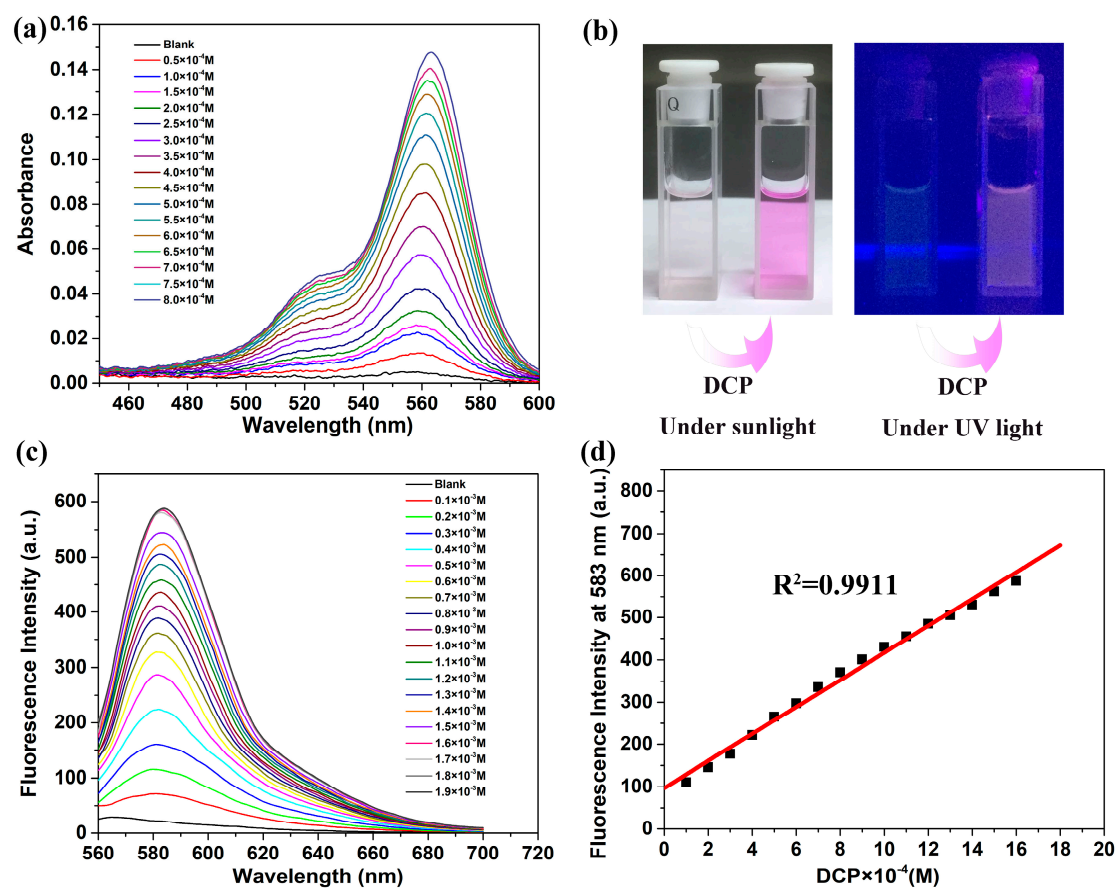 (a)
0.16
0.14
0.12
0.10
0.08
0.06
0.04
0.02
0.00
Absorbance
Blank
0.5×10⁻⁴M
1.0×10⁻⁴M
1.5×10⁻⁴M
2.0×10⁻⁴M
2.5×10⁻⁴M
3.0×10⁻⁴M
3.5×10⁻⁴M
4.0×10⁻⁴M
4.5×10⁻⁴M
5.0×10⁻⁴M
5.5×10⁻⁴M
6.0×10⁻⁴M
6.5×10⁻⁴M
7.0×10⁻⁴M
7.5×10⁻⁴M
8.0×10⁻⁴M
460 480 500 520 540 560 580 600
Wavelength (nm)
(b)
Q
DCP DCP
Under sunlight Under UV light
(c)
600
500
400
300
200
100
0
Fluorescence Intensity (a.u.)
Blank
0.1×10⁻³M
0.2×10⁻³M
0.3×10⁻³M
0.4×10⁻³M
0.5×10⁻³M
0.6×10⁻³M
0.7×10⁻³M
0.8×10⁻³M
0.9×10⁻³M
1.0×10⁻³M
1.1×10⁻³M
1.2×10⁻³M
1.3×10⁻³M
1.4×10⁻³M
1.5×10⁻³M
1.6×10⁻³M
1.7×10⁻³M
1.8×10⁻³M
1.9×10⁻³M
560 580 600 620 640 660 680 700 720
Wavelength (nm)
(d)
800
700
600
500
400
300
200
100
0
Fluorescence Intensity at 583 nm (a.u.)
R²=0.9911
0 2 4 6 8 10 12 14 16 18 20
DCP×10⁻⁴(M)